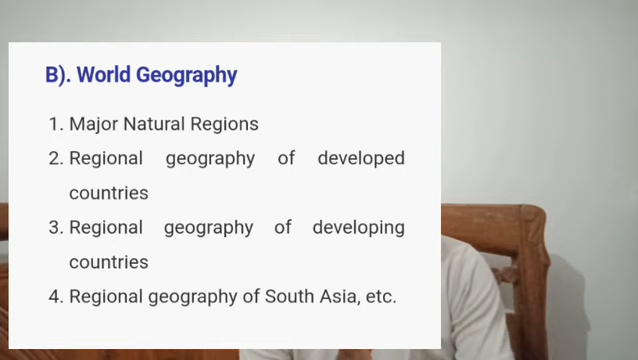 B). World Geography
1. Major Natural Regions
2. Regional geography of developed
countries
3. Regional geography of developing
countries
4. Regional geography of South Asia, etc.